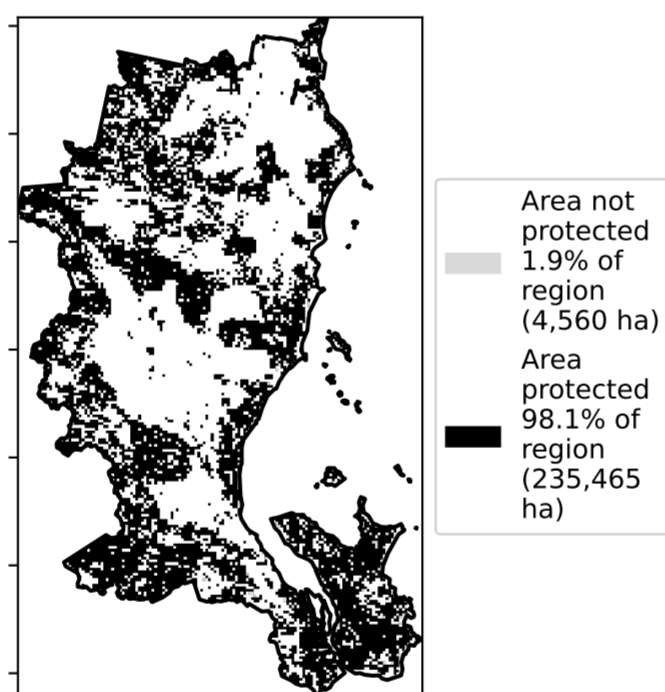 Area not
protected
1.9% of
region
(4,560 ha)
Area
protected
98.1% of
region
(235,465
ha)